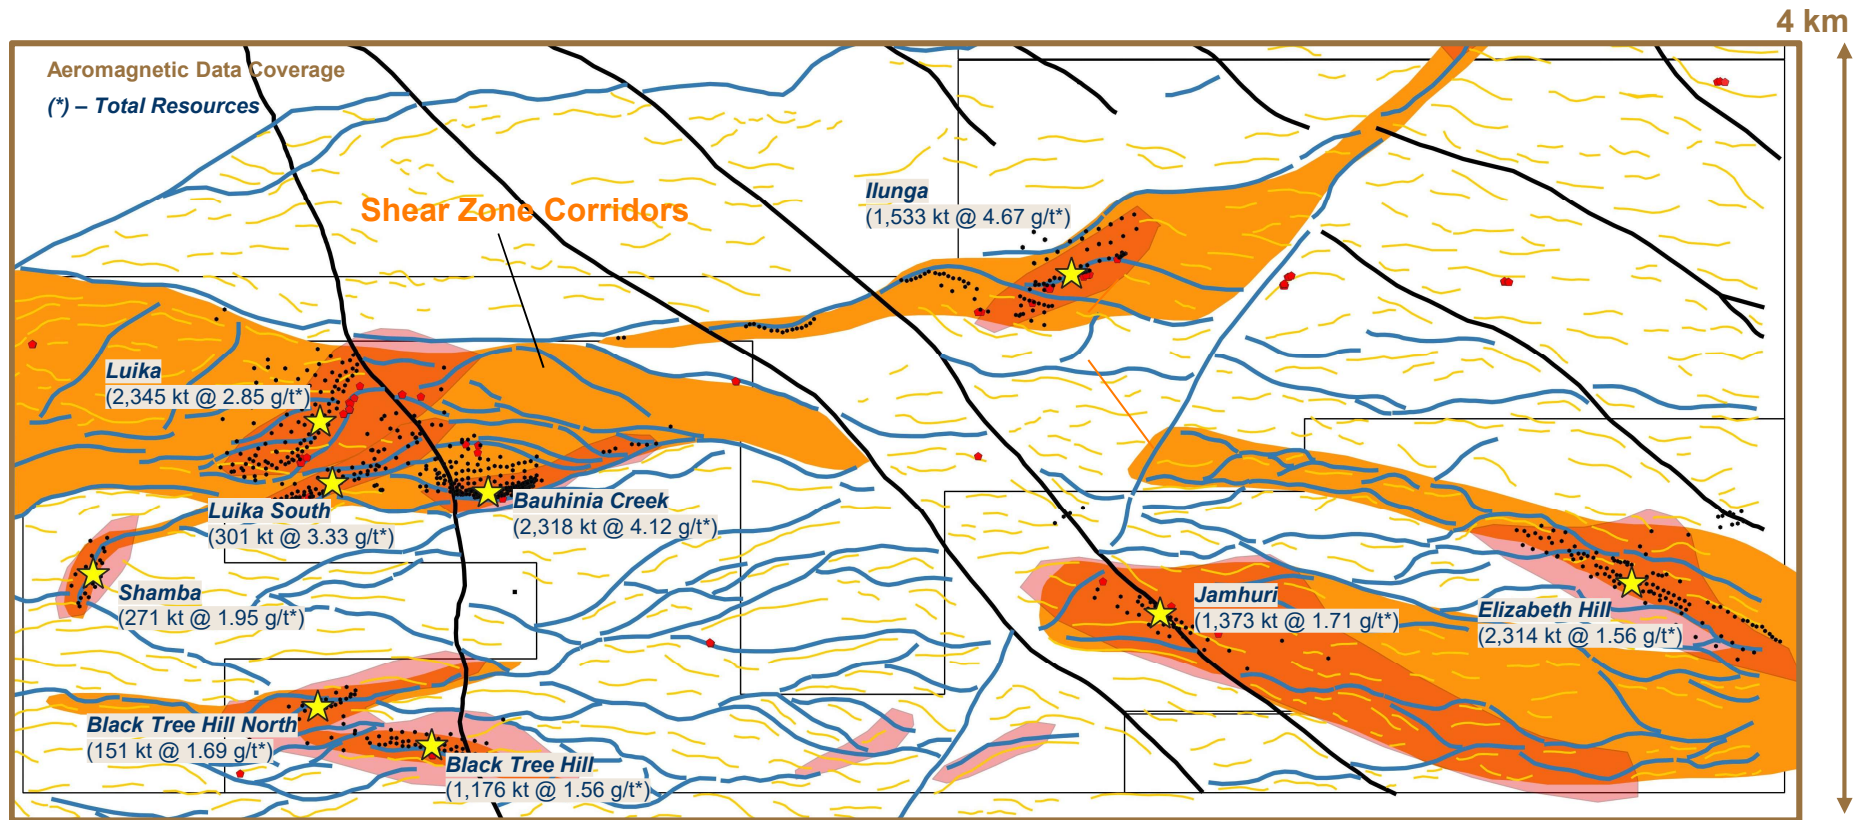 4 km
Aeromagnetic Data Coverage
(*) – Total Resources
Ilunga
(1,533 kt @ 4.67 g/t*)
Shear Zone Corridors
Luika
(2,345 kt @ 2.85 g/t*)
Luika South
(301 kt @ 3.33 g/t*)
Bauhinia Creek
(2,318 kt @ 4.12 g/t*)
Shamba
(271 kt @ 1.95 g/t*)
Jamhuri
(1,373 kt @ 1.71 g/t*)
Elizabeth Hill
(2,314 kt @ 1.56 g/t*)
Black Tree Hill North
(151 kt @ 1.69 g/t*)
Black Tree Hill
(1,176 kt @ 1.56 g/t*)